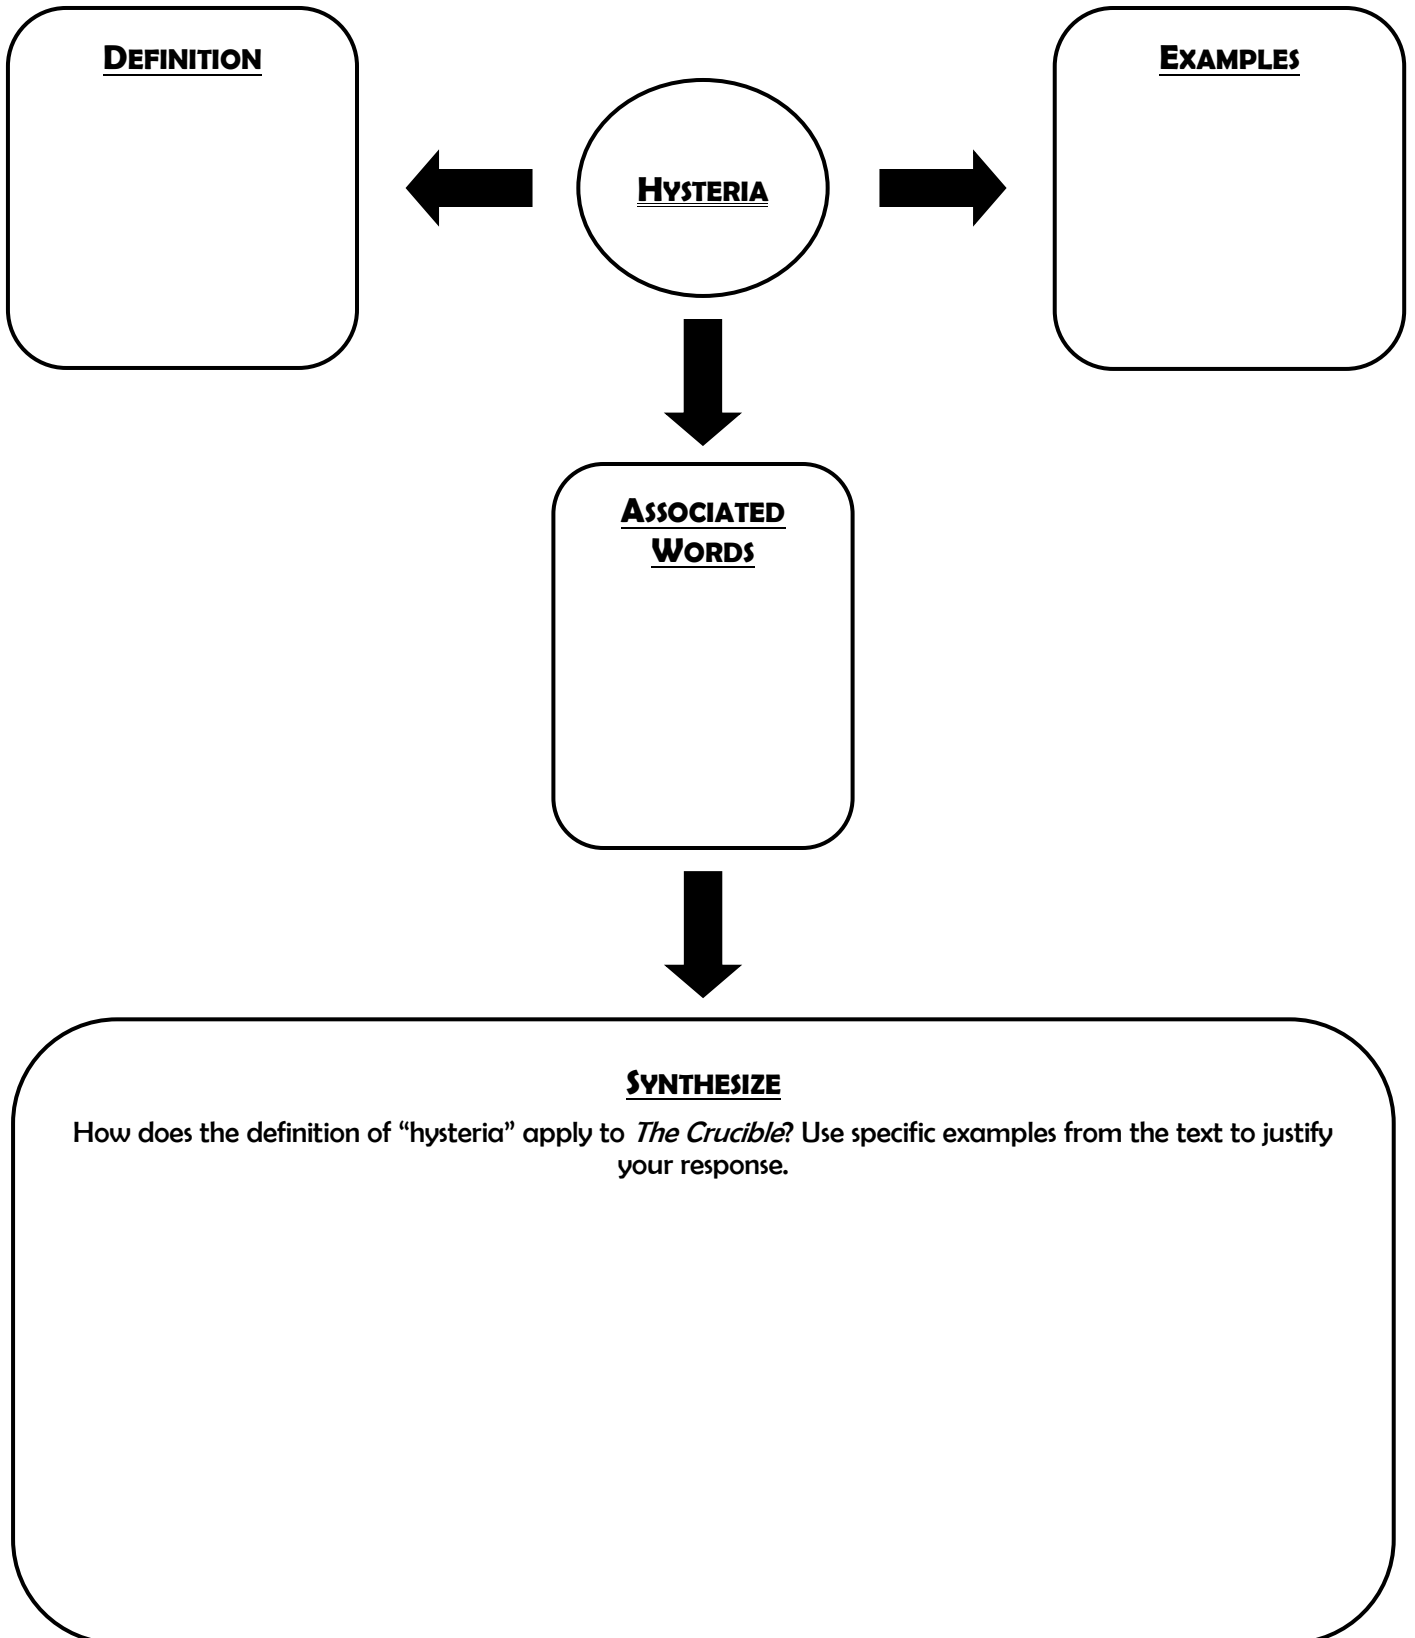 DEFINITION
EXAMPLES
HYSTERIA
ASSOCIATED
WORDS
SYNTHESIZE
How does the definition of “hysteria” apply to The Crucible? Use specific examples from the text to justify
your response.